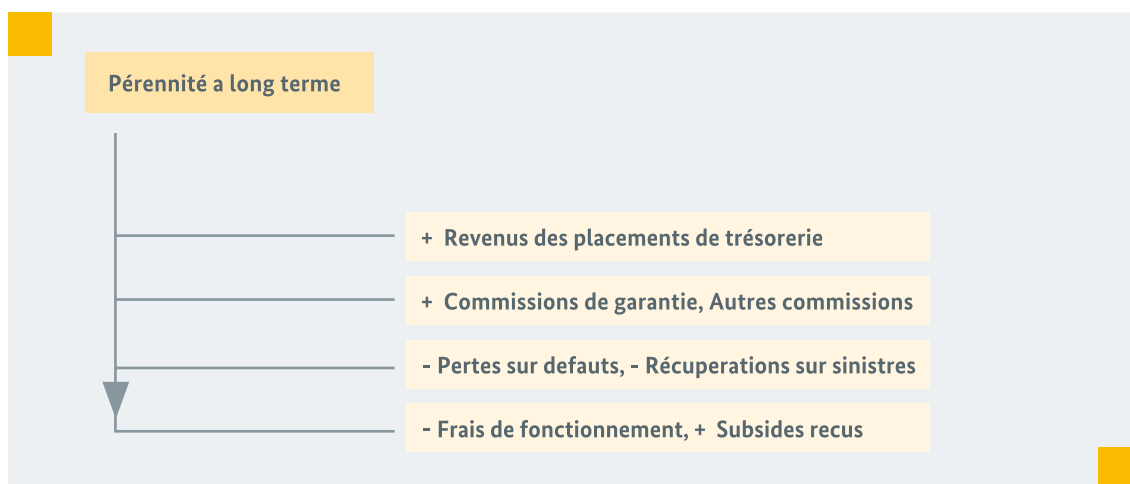 Pérennité a long terme
+ Revenus des placements de trésorerie
+ Commissions de garantie, Autres commissions
- Pertes sur defauts, - Récuperations sur sinistres
- Frais de fonctionnement, + Subsides recus